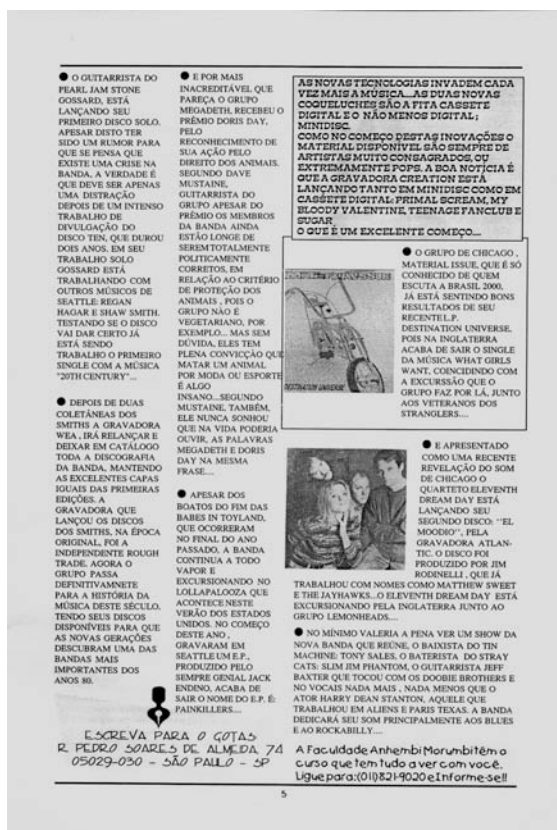 ● O GUITARRISTA DO
PEARL JAM STONE
GOSSARD, ESTÁ
LANÇANDO SEU
PRIMEIRO DISCO SOLO.
APESAR DISTO TER
SIDO UM RUMOR PARA
QUE SE PENSA QUE
EXISTE UMA CRISE NA
BANDA, A VERDADE É
QUE DEVE SER APENAS
UMA DISTRAÇÃO
DEPOIS DE UM INTENSO
TRABALHO DE
DIVULGAÇÃO DO
DISCO TEN, QUE DUROU
DOIS ANOS. EM SEU
TRABALHO SOLO
GOSSARD ESTÁ
TRABALHANDO COM
OUTROS MÚSICOS DE
SEATTLE: REGAN
HAGAR E SHAW SMITH.
TESTANDO SE O DISCO
VAI DAR CERTO JÁ
ESTÁ SENDO
TRABALHO O PRIMEIRO
SINGLE COM A MÚSICA
"20TH CENTURY"...
● DEPOIS DE DUAS
COLETÂNEAS DOS
SMITHS A GRAVADORA
WEA , IRÁ RELANÇAR E
DEIXAR EM CATÁLOGO
TODA A DISCOGRAFIA
DA BANDA, MANTENDO
AS EXCELENTES CAPAS
IGUAIS DAS PRIMEIRAS
EDIÇÕES. A
GRAVADORA QUE
LANÇOU OS DISCOS
DOS SMITHS, NA ÉPOCA
ORIGINAL, FOI A
INDEPENDENTE ROUGH
TRADE. AGORA O
GRUPO PASSA
DEFINITIVAMNETE
PARA A HISTÓRIA DA
MÚSICA DESTE SÉCULO.
TENDO SEUS DISCOS
DISPONÍVEIS PARA QUE
AS NOVAS GERAÇÕES
DESCUBRAM UMA DAS
BANDAS MAIS
IMPORTANTES DOS
ANOS 80.
● E POR MAIS
INACREDITÁVEL QUE
PAREÇA O GRUPO
MEGADETH, RECEBEU O
PRÊMIO DORIS DAY,
PELO
RECONHECIMENTO DE
SUA AÇÃO PELO
DIREITO DOS ANIMAIS.
SEGUNDO DAVE
MUSTAINE,
GUITARRISTA DO
GRUPO APESAR DO
PRÊMIO OS MEMBROS
DA BANDA AINDA
ESTÃO LONGE DE
SEREM TOTALMENTE
POLITICAMENTE
CORRETOS, EM
RELAÇÃO AO CRITÉRIO
DE PROTEÇÃO DOS
ANIMAIS , POIS O
GRUPO NÃO É
VEGETARIANO, POR
EXEMPLO... MAS SEM
DÚVIDA, ELES TEM
PLENA CONVICÇÃO QUE
MATAR UM ANIMAL
POR MODA OU ESPORTE
É ALGO
INSANO...SEGUNDO
MUSTAINE, TAMBÉM,
ELE NUNCA SONHOU
QUE NA VIDA PODERIA
OUVIR, AS PALAVRAS
MEGADETH E DORIS
DAY NA MESMA
FRASE....
● APESAR DOS
BOATOS DO FIM DAS
BABES IN TOYLAND,
QUE OCORRERAM
NO FINAL DO ANO
PASSADO, A BANDA
CONTINUA A TODO
VAPOR E
EXCURSIONANDO NO
LOLLAPALOOZA QUE
ACONTECE NESTE
VERÃO DOS ESTADOS
UNIDOS. NO COMEÇO
DESTE ANO ,
GRAVARAM EM
SEATTLE UM E.P.,
PRODUZIDO PELO
SEMPRE GENIAL JACK
ENDINO, ACABA DE
SAIR O NOME DO E.P. É:
PAINKILLERS....
AS NOVAS TECNOLOGIAS INVADEM CADA
VEZ MAIS A MÚSICA...AS DUAS NOVAS
COQUELUCHES SÃO A FITA CASSETE
DIGITAL E O NÃO MENOS DIGITAL;
MINIDISC.
COMO NO COMEÇO DESTAS INOVAÇÕES O
MATERIAL DISPONÍVEL SÃO SEMPRE DE
ARTISTAS MUITO CONSAGRADOS, OU
EXTREMAMENTE POPS, A BOA NOTÍCIA É
QUE A GRAVADORA CREATION ESTÁ
LANÇANDO TANTO EM MINIDISC COMO EM
CASSETE DIGITAL: PRIMAL SCREAM, MY
BLOODY VALENTINE, TEENAGE FANCLUB E
SUGAR
O QUE É UM EXCELENTE COMEÇO....
● O GRUPO DE CHICAGO ,
MATERIAL ISSUE, QUE É SÓ
CONHECIDO DE QUEM
ESCUTA A BRASIL 2000,
JÁ ESTÁ SENTINDO BONS
RESULTADOS DE SEU
RECENTE L.P.
DESTINATION UNIVERSE,
POIS NA INGLATERRA
ACABA DE SAIR O SINGLE
DA MÚSICA WHAT GIRLS
WANT, COINCIDINDO COM
A EXCURSSÃO QUE O
GRUPO FAZ POR LÁ, JUNTO
AOS VETERANOS DOS
STRANGLERS....
DESTINATION UNIVERSE
● E APRESENTADO
COMO UMA RECENTE
REVELAÇÃO DO SOM
DE CHICAGO O
QUARTETO ELEVENTH
DREAM DAY ESTÁ
LANÇANDO SEU
SEGUNDO DISCO: "EL
MOODIO", PELA
GRAVADORA ATLAN-
TIC. O DISCO FOI
PRODUZIDO POR JIM
RODINELLI , QUE JÁ
TRABALHOU COM NOMES COMO MATTHEW SWEET
E THE JAYHAWKS...O ELEVENTH DREAM DAY ESTÁ
EXCURSIONANDO PELA INGLATERRA JUNTO AO
GRUPO LEMONHEADS....
● NO MÍNIMO VALERIA A PENA VER UM SHOW DA
NOVA BANDA QUE REÚNE, O BAIXISTA DO TIN
MACHINE: TONY SALES, O BATERISTA DO STRAY
CATS: SLIM JIM PHANTOM, O GUITARRISTA JEFF
BAXTER QUE TOCOU COM OS DOOBIE BROTHERS E
NO VOCAIS NADA MAIS , NADA MENOS QUE O
ATOR HARRY DEAN STANTON, AQUELE QUE
TRABALHOU EM ALIENS E PARIS TEXAS. A BANDA
DEDICARÁ SEU SOM PRINCIPALMENTE AOS BLUES
E AO ROCKABILLY....
ESCREVA PARA O GOTAS
R. PEDRO SOARES DE ALMEIDA, 74
05029-030 - SÃO PAULO - SP
A Faculdade Anhembi Morumbi têm o
curso que tem tudo a ver com você.
Ligue para:(011)821-9020 e Informe-se!!
5